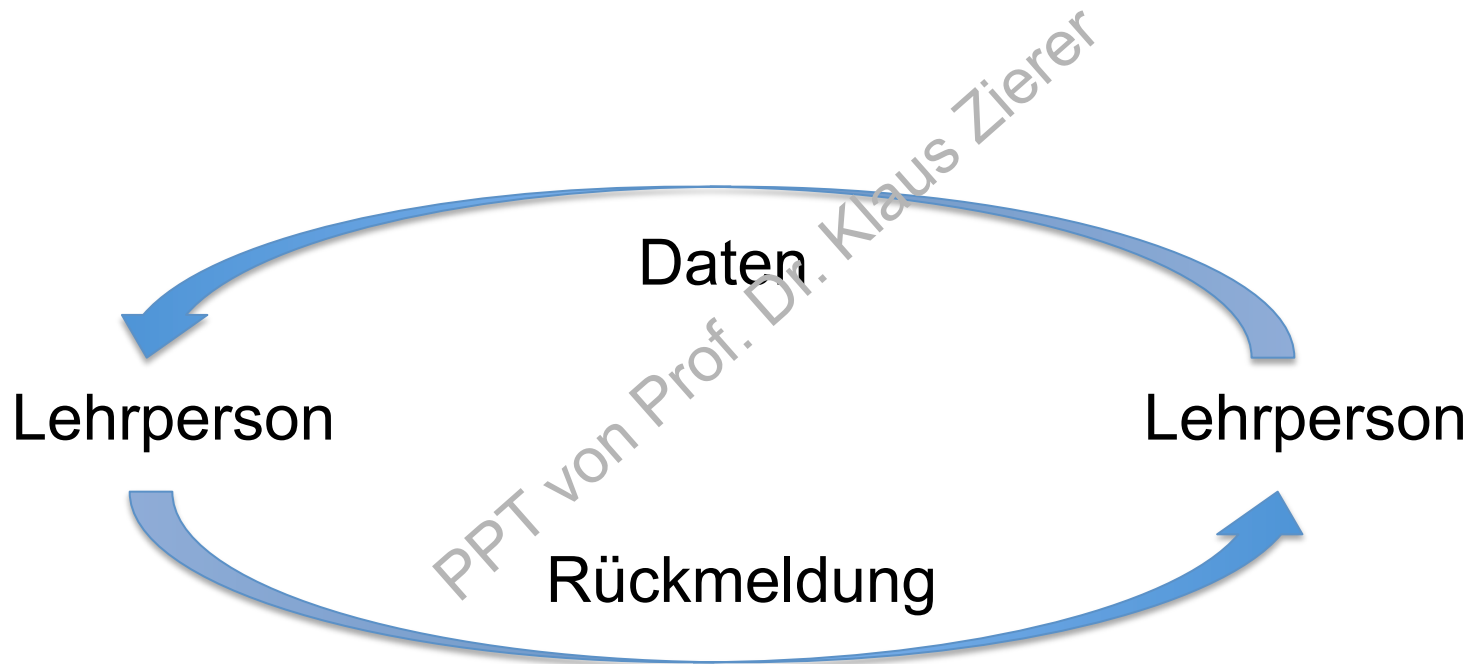 Daten
Lehrperson
Lehrperson
Rückmeldung
PPT von Prof. Dr. Klaus Zierer